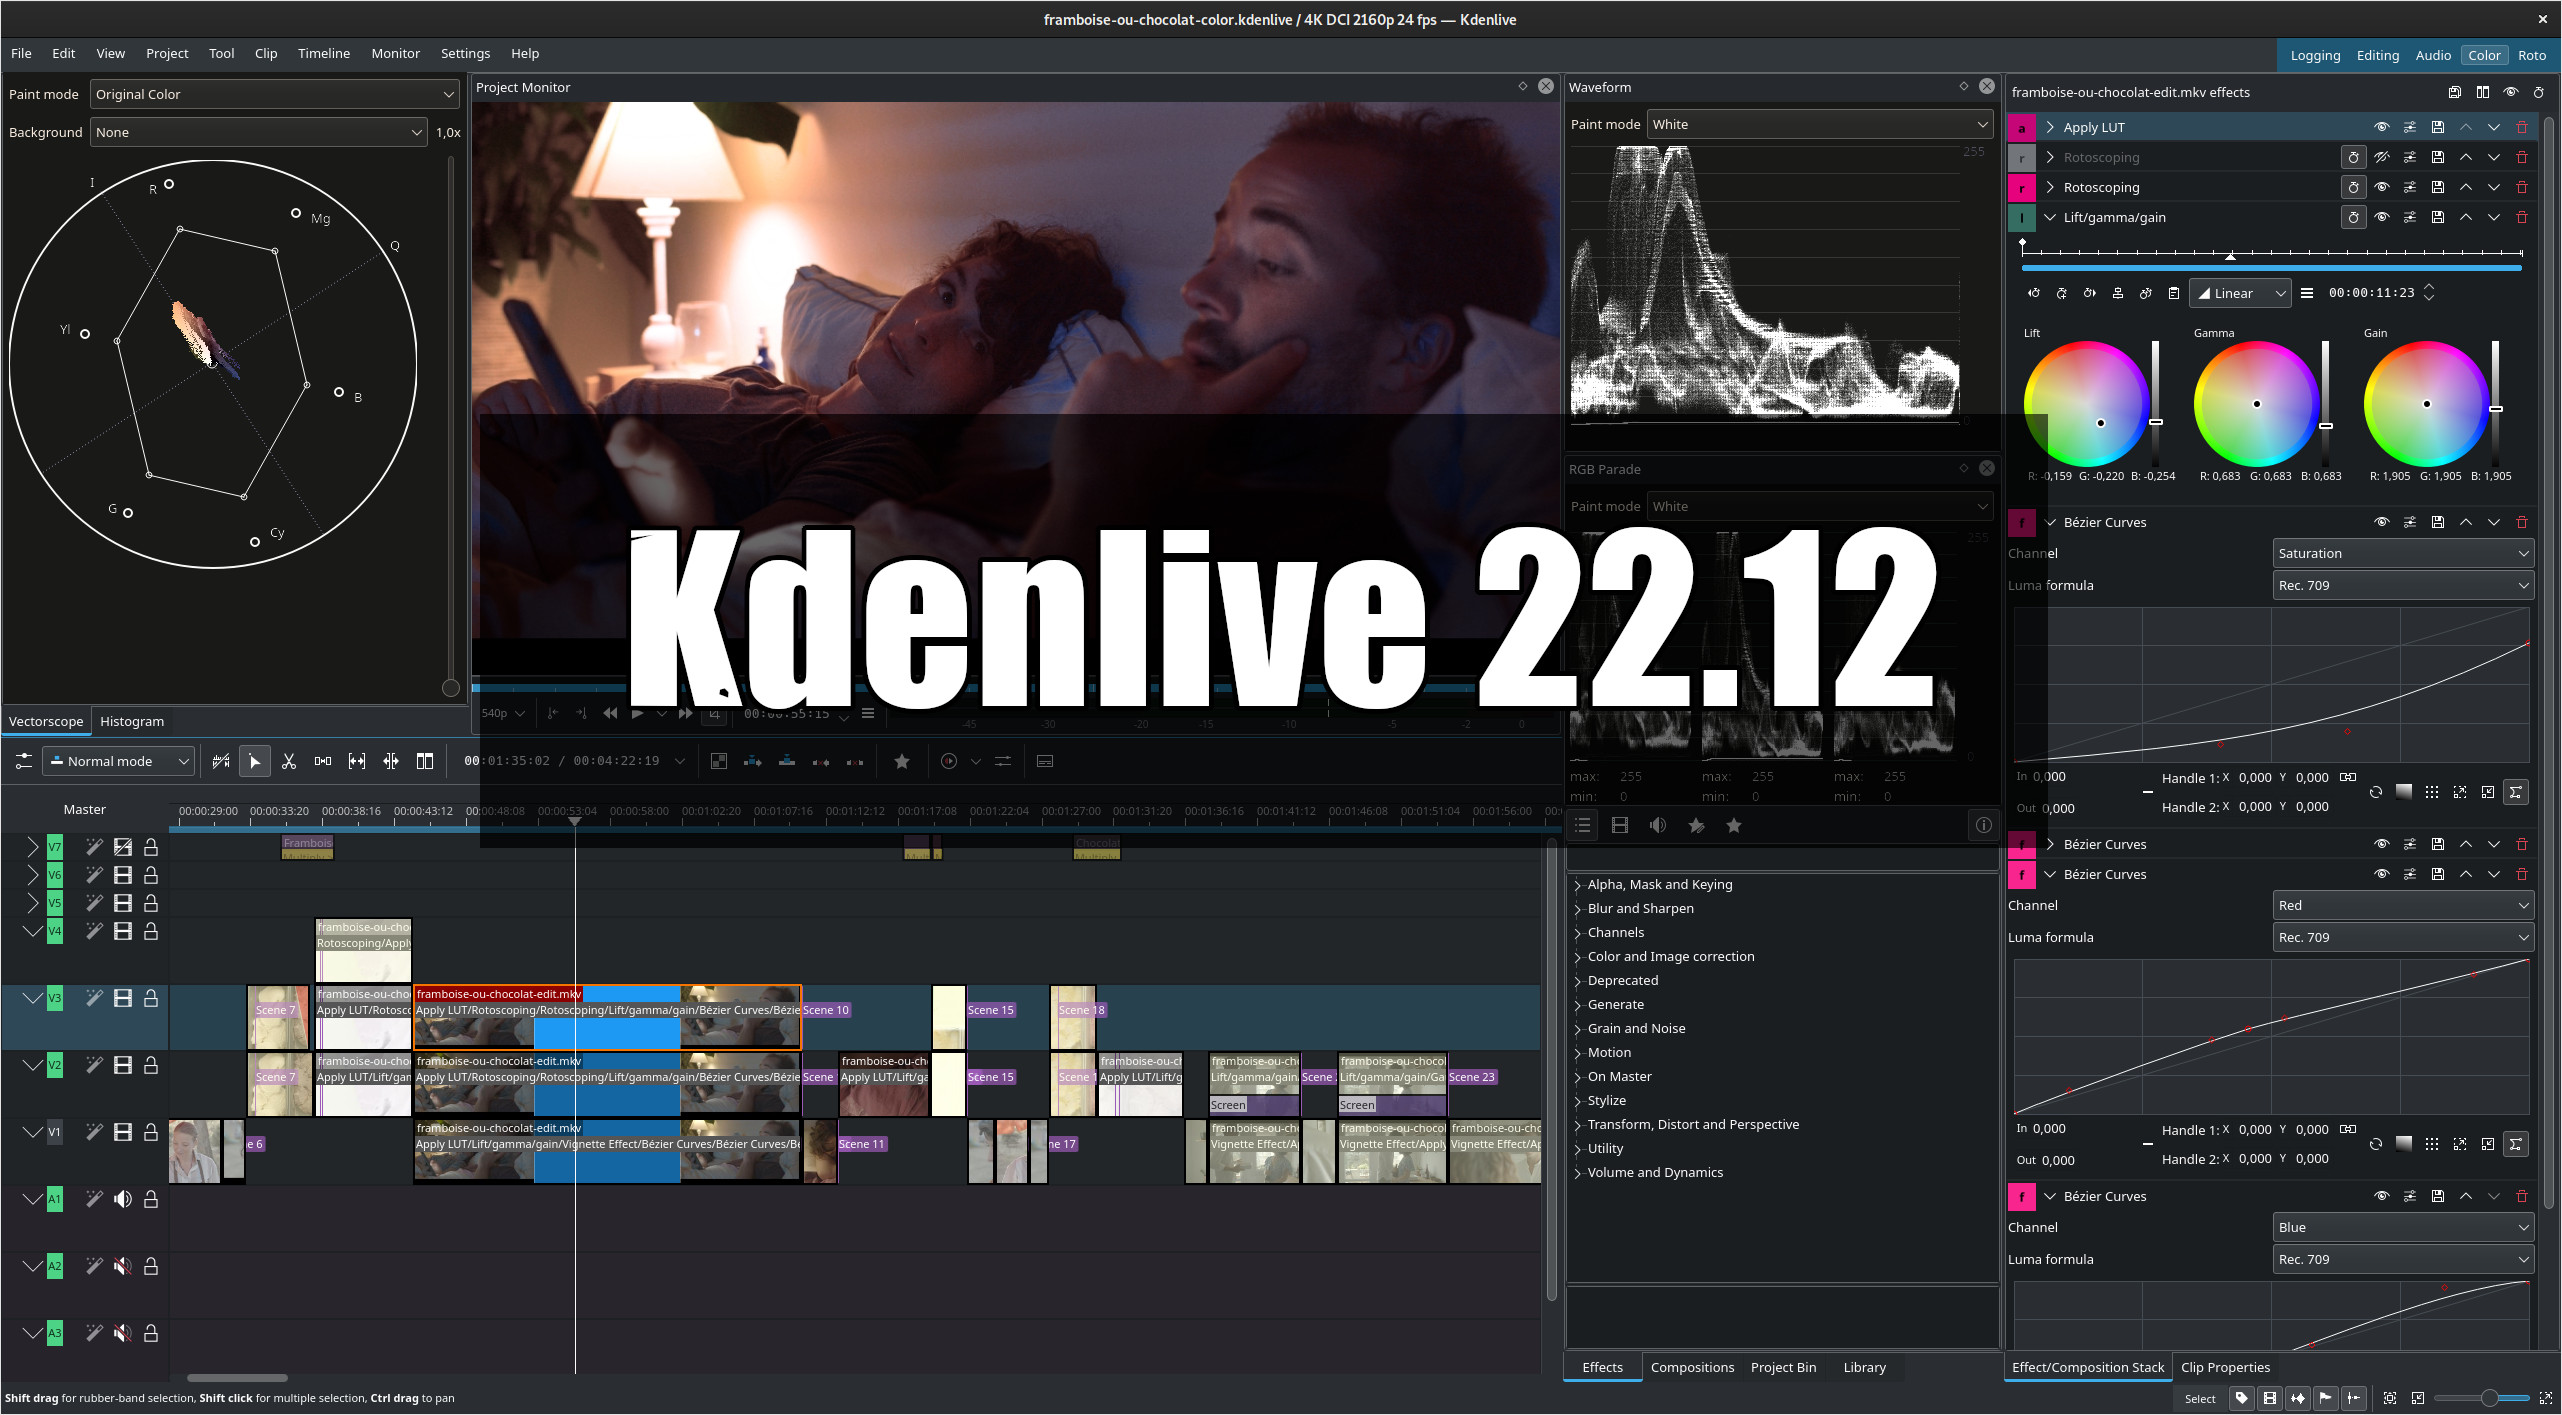 framboise-ou-chocolat-color.kdenlive / 4K DCI 2160p 24 fps — Kdenlive
File Edit View Project Tool Clip Timeline Monitor Settings Help
Logging Editing Audio Color Roto
Paint mode Original Color
Background None 1,0x
I R Mg Q Yl B G Cy
Vectorscope Histogram
Project Monitor
Waveform
Paint mode White
255
0
RGB Parade
Paint mode White
255
0
max: 255 max: 255 max: 255
min: 0 min: 0 min: 0
Kdenlive 22.12
540p 00:00:55:15
-45 -30 -20 -15 -10 -5 -2 0
framboise-ou-chocolat-edit.mkv effects
a Apply LUT
r Rotoscoping
r Rotoscoping
l Lift/gamma/gain
Linear 00:00:11:23
Lift Gamma Gain
R: -0,159 G: -0,220 B: -0,254 R: 0,683 G: 0,683 B: 0,683 R: 1,905 G: 1,905 B: 1,905
f Bézier Curves
Channel Saturation
Luma formula Rec. 709
In 0,000 Handle 1: X 0,000 Y 0,000
Out 0,000 Handle 2: X 0,000 Y 0,000
f Bézier Curves
f Bézier Curves
Channel Red
Luma formula Rec. 709
In 0,000 Handle 1: X 0,000 Y 0,000
Out 0,000 Handle 2: X 0,000 Y 0,000
f Bézier Curves
Channel Blue
Luma formula Rec. 709
Normal mode 00:01:35:02 / 00:04:22:19
Master 00:00:29:00 00:00:33:20 00:00:38:16 00:00:43:12 00:00:48:08 00:00:53:04 00:00:58:00 00:01:02:20 00:01:07:16 00:01:12:12 00:01:17:08 00:01:22:04 00:01:27:00 00:01:31:20 00:01:36:16 00:01:41:12 00:01:46:08 00:01:51:04 00:01:56:00 00:0
V7 Frambois Chocolat
V6
V5
V4 framboise-ou-cho
Rotoscoping/Apply
V3 framboise-ou-cho framboise-ou-chocolat-edit.mkv
Scene 7 Apply LUT/Rotosc Apply LUT/Rotoscoping/Rotoscoping/Lift/gamma/gain/Bézier Curves/Bézie Scene 10 Scene 15 Scene 18
V2 framboise-ou-cho framboise-ou-chocolat-edit.mkv framboise-ou-ch framboise-ou-ch framboise-ou-cho framboise-ou-chocol
Scene 7 Apply LUT/Lift/gan Apply LUT/Rotoscoping/Rotoscoping/Lift/gamma/gain/Bézier Curves/Bézie Scene Apply LUT/Lift/ga Scene 15 Scene 1 Apply LUT/Lift/g Lift/gamma/gain Scene Lift/gamma/gain/Ga Scene 23
Screen Screen
V1 framboise-ou-chocolat-edit.mkv framboise-ou-cho framboise-ou-chocol framboise-ou-cho
e 6 Apply LUT/Lift/gamma/gain/Vignette Effect/Bézier Curves/Bézier Curves/Bé Scene 11 ne 17 Vignette Effect/A Vignette Effect/Apply Vignette Effect/Ap
A1
A2
A3
Alpha, Mask and Keying
Blur and Sharpen
Channels
Color and Image correction
Deprecated
Generate
Grain and Noise
Motion
On Master
Stylize
Transform, Distort and Perspective
Utility
Volume and Dynamics
Effects Compositions Project Bin Library
Effect/Composition Stack Clip Properties
Shift drag for rubber-band selection, Shift click for multiple selection, Ctrl drag to pan
Select